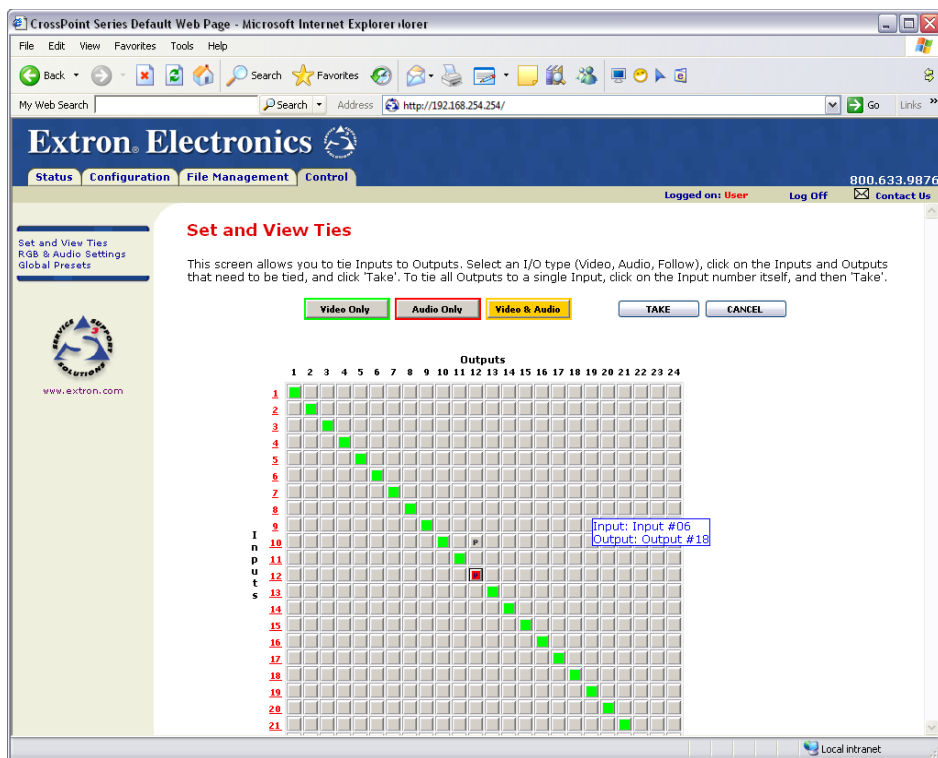 CrossPoint Series Default Web Page - Microsoft Internet Explorer ılorer
File Edit View Favorites Tools Help
Back Search Favorites
My Web Search Search Address http://192.168.254.254/ Go Links »
Extron® Electronics
SERVICE SUPPORT SOLUTIONS
Status Configuration File Management Control
800.633.9876
Logged on: User Log Off Contact Us
Set and View Ties
RGB & Audio Settings
Global Presets
SERVICE SUPPORT SOLUTIONS
3
www.extron.com
Set and View Ties
This screen allows you to tie Inputs to Outputs. Select an I/O type (Video, Audio, Follow), click on the Inputs and Outputs
that need to be tied, and click 'Take'. To tie all Outputs to a single Input, click on the Input number itself, and then 'Take'.
Video Only Audio Only Video & Audio TAKE CANCEL
Outputs
1 2 3 4 5 6 7 8 9 10 11 12 13 14 15 16 17 18 19 20 21 22 23 24
Inputs
1
2
3
4
5
6
7
8
9
10 P
11
12
13
14
15
16
17
18
19
20
21
Input: Input #06
Output: Output #18
Local intranet